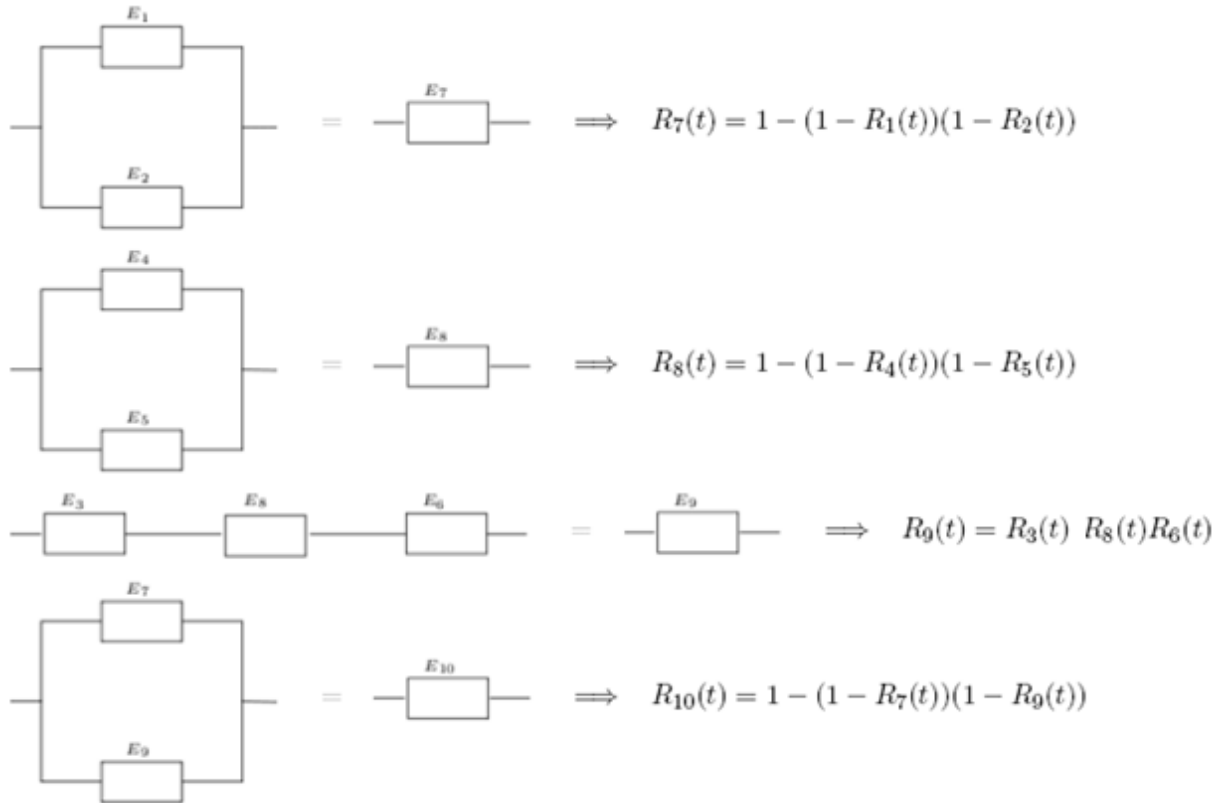 E₁
E₇
= ⟹ R₇(t) = 1 − (1 − R₁(t))(1 − R₂(t))
E₂
E₄
E₈
= ⟹ R₈(t) = 1 − (1 − R₄(t))(1 − R₅(t))
E₅
E₃ E₈ E₆ E₉
= ⟹ R₉(t) = R₃(t) R₈(t)R₆(t)
E₇
E₁₀
= ⟹ R₁₀(t) = 1 − (1 − R₇(t))(1 − R₉(t))
E₉